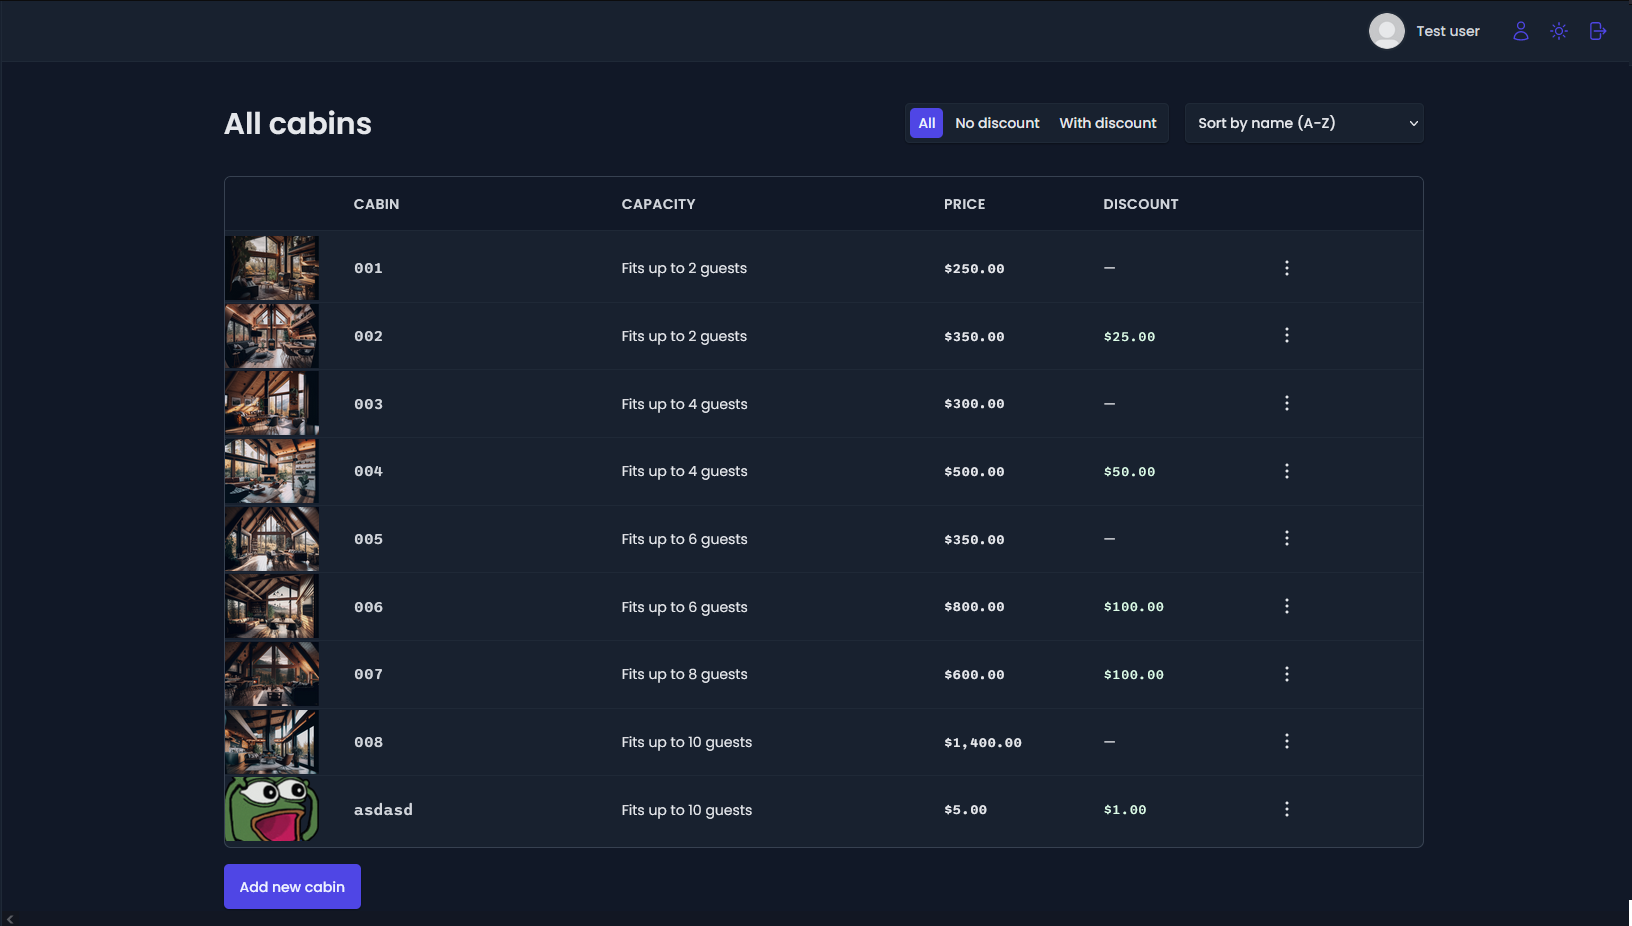 Test user
All cabins
All No discount With discount Sort by name (A-Z)
CABIN CAPACITY PRICE DISCOUNT
001 Fits up to 2 guests $250.00 —
002 Fits up to 2 guests $350.00 $25.00
003 Fits up to 4 guests $300.00 —
004 Fits up to 4 guests $500.00 $50.00
005 Fits up to 6 guests $350.00 —
006 Fits up to 6 guests $800.00 $100.00
007 Fits up to 8 guests $600.00 $100.00
008 Fits up to 10 guests $1,400.00 —
asdasd Fits up to 10 guests $5.00 $1.00
Add new cabin